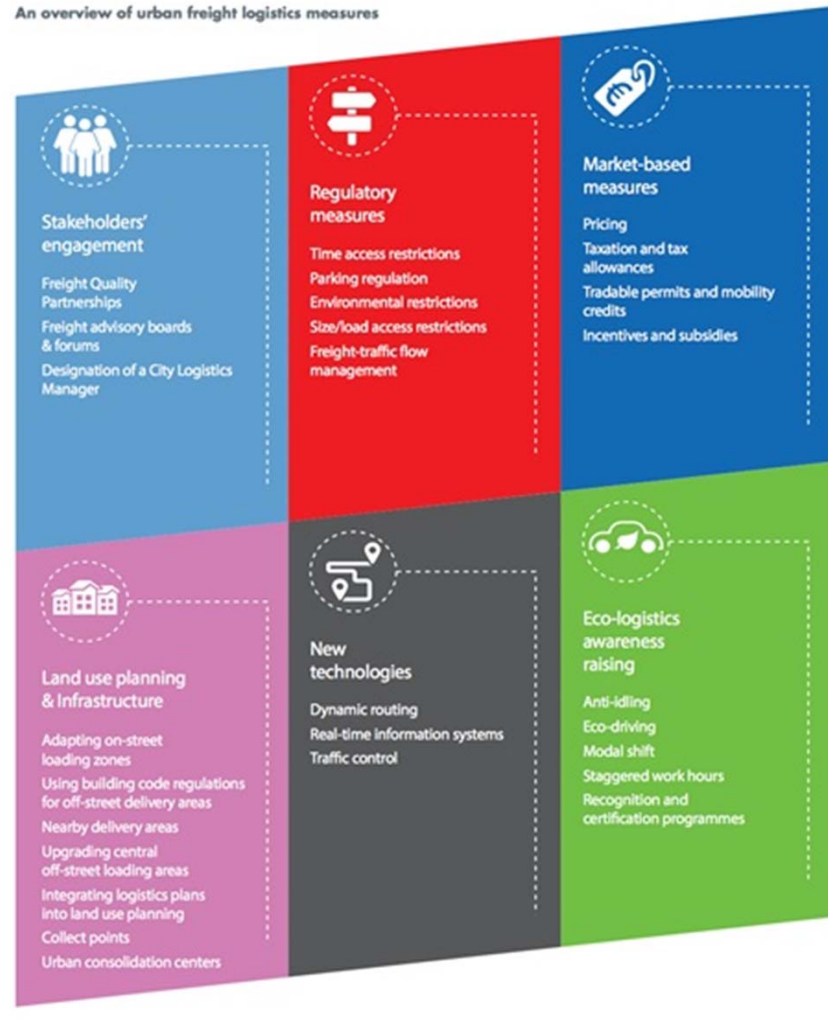 An overview of urban freight logistics measures
Stakeholders'
engagement
Freight Quality
Partnerships
Freight advisory boards
& forums
Designation of a City Logistics
Manager
Regulatory
measures
Time access restrictions
Parking regulation
Environmental restrictions
Size/load access restrictions
Freight-traffic flow
management
Market-based
measures
Pricing
Taxation and tax
allowances
Tradable permits and mobility
credits
Incentives and subsidies
Land use planning
& Infrastructure
Adapting on-street
loading zones
Using building code regulations
for off-street delivery areas
Nearby delivery areas
Upgrading central
off-street loading areas
Integrating logistics plans
into land use planning
Collect points
Urban consolidation centers
New
technologies
Dynamic routing
Real-time information systems
Traffic control
Eco-logistics
awareness
raising
Anti-idling
Eco-driving
Modal shift
Staggered work hours
Recognition and
certification programmes